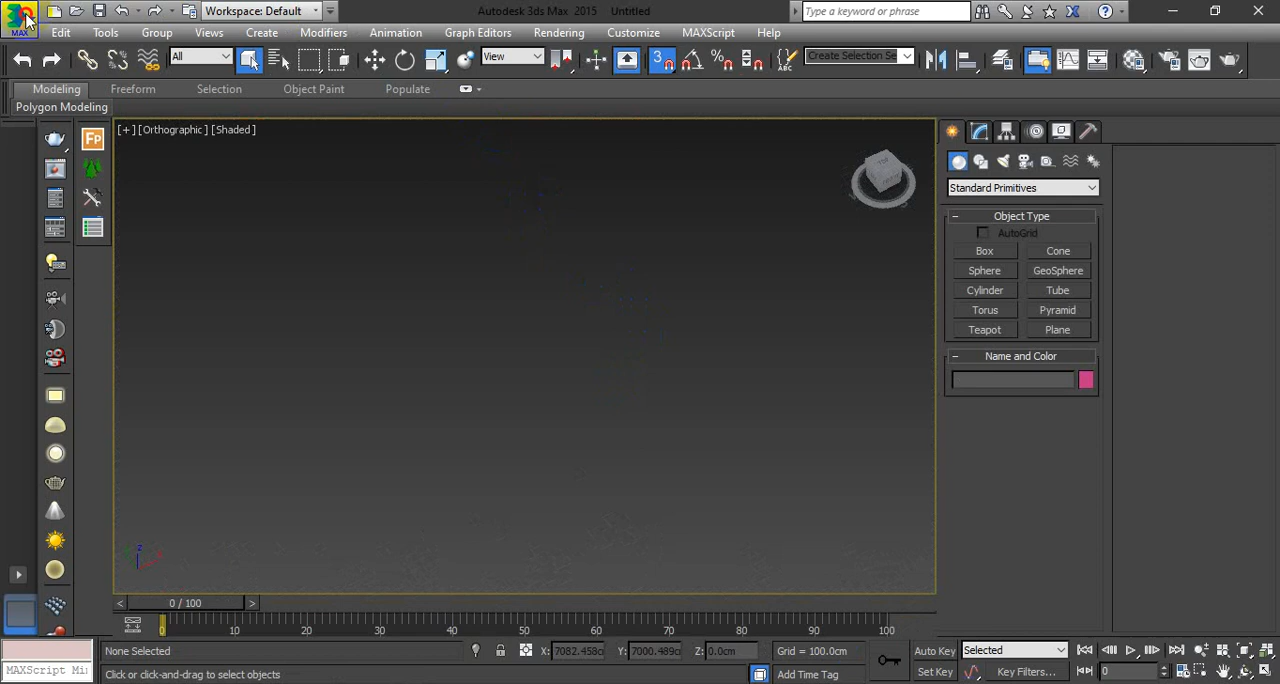 MAX Workspace: Default Autodesk 3ds Max 2015 Untitled Type a keyword or phrase
Edit Tools Group Views Create Modifiers Animation Graph Editors Rendering Customize MAXScript Help
All View 3 Create Selection Se
Modeling Freeform Selection Object Paint Populate
Polygon Modeling
[+] [Orthographic] [Shaded]
Fp
Standard Primitives
Object Type
AutoGrid
Box Cone
Sphere GeoSphere
Cylinder Tube
Torus Pyramid
Teapot Plane
Name and Color
z
< 0 / 100 >
0 10 20 30 40 50 60 70 80 90 100
None Selected X: 7082.458c Y: 7000.489c Z: 0.0cm Grid = 100.0cm Auto Key Selected
MAXScript Mi Click or click-and-drag to select objects Add Time Tag Set Key Key Filters... 0